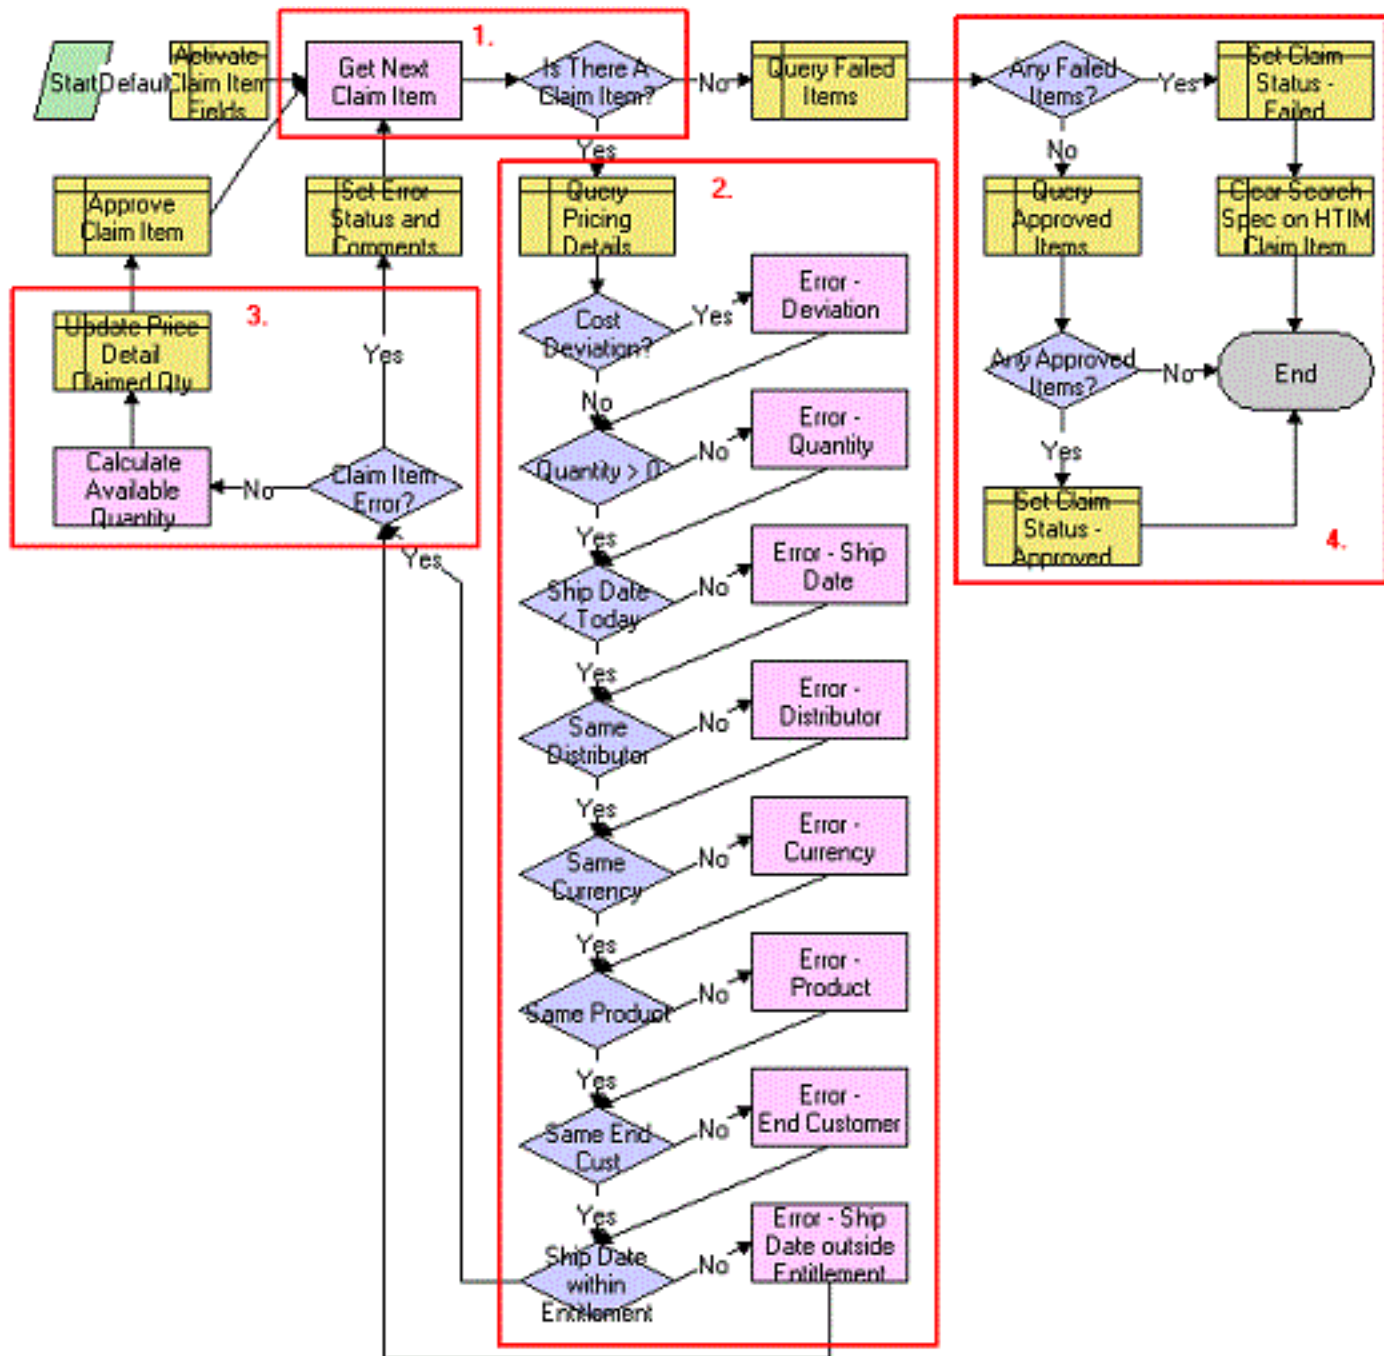 1.
Start
Default
Activate
Claim Item
Fields
Get Next
Claim Item
Is There A
Claim Item?
No
Query Failed
Items
Any Failed
Items?
Yes
Set Claim
Status -
Failed
Yes
No
Approve
Claim Item
Set Error
Status and
Comments
Query
Pricing
Details
2.
Query
Approved
Items
Clear Search
Spec on HTIM
Claim Item
3.
Update Price
Detail
Claimed Qty
Yes
Cost
Deviation?
Yes
Error -
Deviation
No
Any Approved
Items?
No
End
Calculate
Available
Quantity
No
Claim Item
Error?
Quantity > 0
No
Error -
Quantity
Yes
Set Claim
Status -
Approved
4.
Yes
Yes
Ship Date
< Today
No
Error - Ship
Date
Yes
Same
Distributor
No
Error -
Distributor
Yes
Same
Currency
No
Error -
Currency
Yes
Same Product
No
Error -
Product
Yes
Same End
Cust
No
Error -
End Customer
Yes
Ship Date
within
Entitlement
No
Error - Ship
Date outside
Entitlement